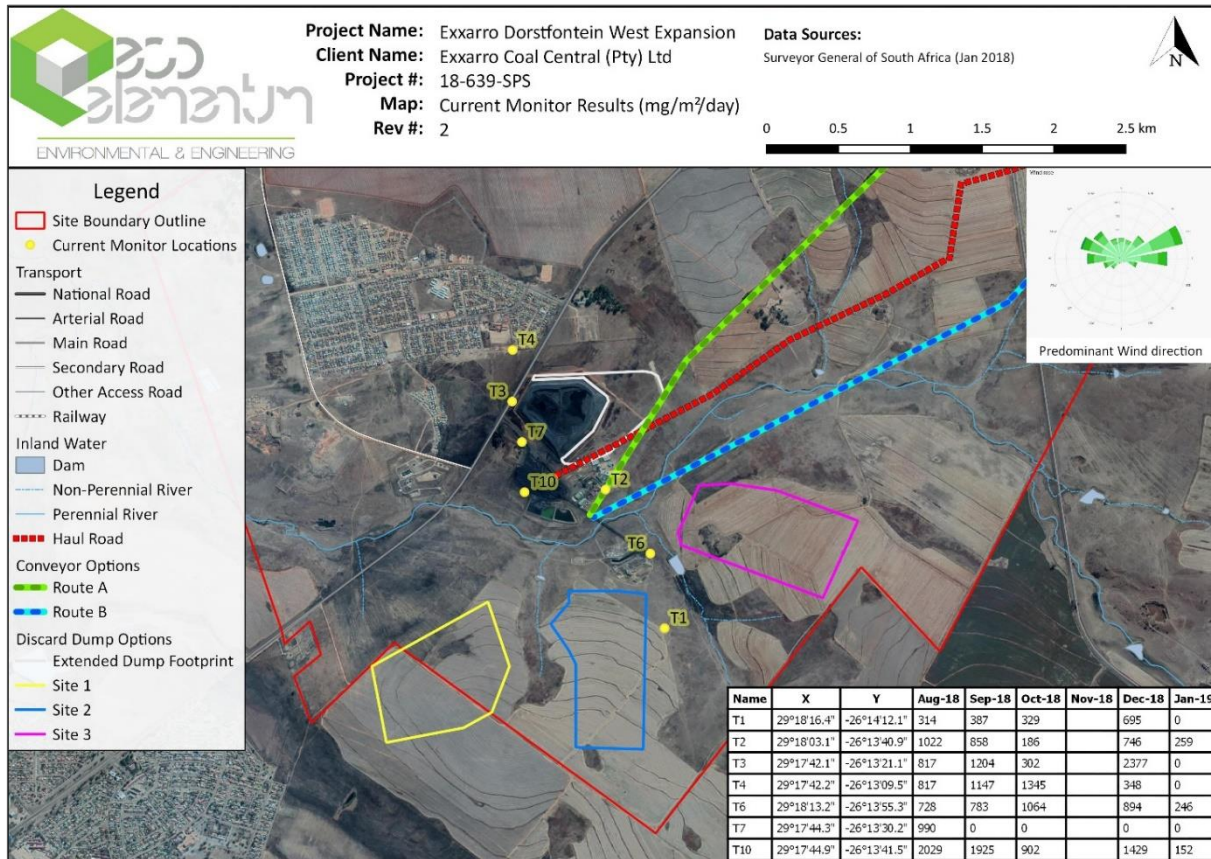 eco elementum
ENVIRONMENTAL & ENGINEERING
Project Name: Exxarro Dorstfontein West Expansion
Client Name: Exxarro Coal Central (Pty) Ltd
Project #: 18-639-SPS
Map: Current Monitor Results (mg/m²/day)
Rev #: 2
Data Sources:
Surveyor General of South Africa (Jan 2018)
N
0 0.5 1 1.5 2 2.5 km
Legend
Site Boundary Outline
Current Monitor Locations
Transport
National Road
Arterial Road
Main Road
Secondary Road
Other Access Road
Railway
Inland Water
Dam
Non-Perennial River
Perennial River
Haul Road
Conveyor Options
Route A
Route B
Discard Dump Options
Extended Dump Footprint
Site 1
Site 2
Site 3
T4
T3
T7
T10
T2
T6
T1
Predominant Wind direction
Name X Y Aug-18 Sep-18 Oct-18 Nov-18 Dec-18 Jan-19
T1 29°18'16.4" -26°14'12.1" 314 387 329 695 0
T2 29°18'03.1" -26°13'40.9" 1022 858 186 746 259
T3 29°17'42.1" -26°13'21.1" 817 1204 302 2377 0
T4 29°17'42.2" -26°13'09.5" 817 1147 1345 348 0
T6 29°18'13.2" -26°13'55.3" 728 783 1064 894 246
T7 29°17'44.3" -26°13'30.2" 990 0 0 0 0
T10 29°17'44.9" -26°13'41.5" 2029 1925 902 1429 152